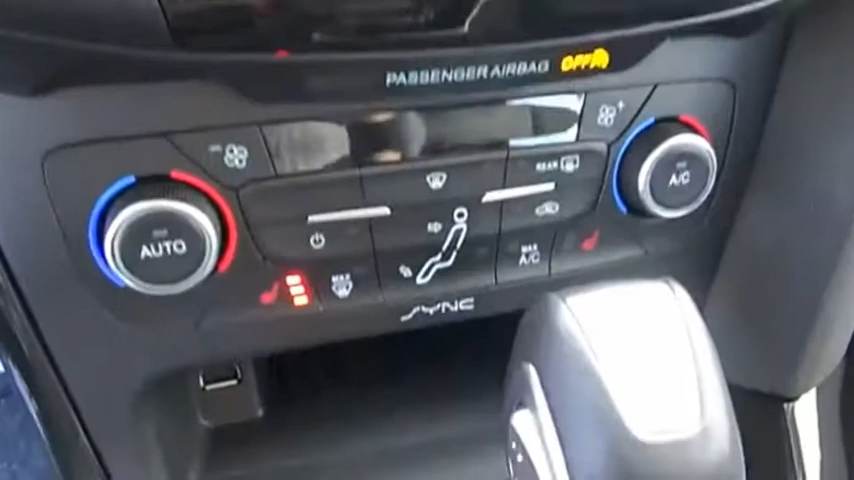 PASSENGER AIRBAG OFF
REAR
AUTO
A/C
MAX
MAX
A/C
SYNC